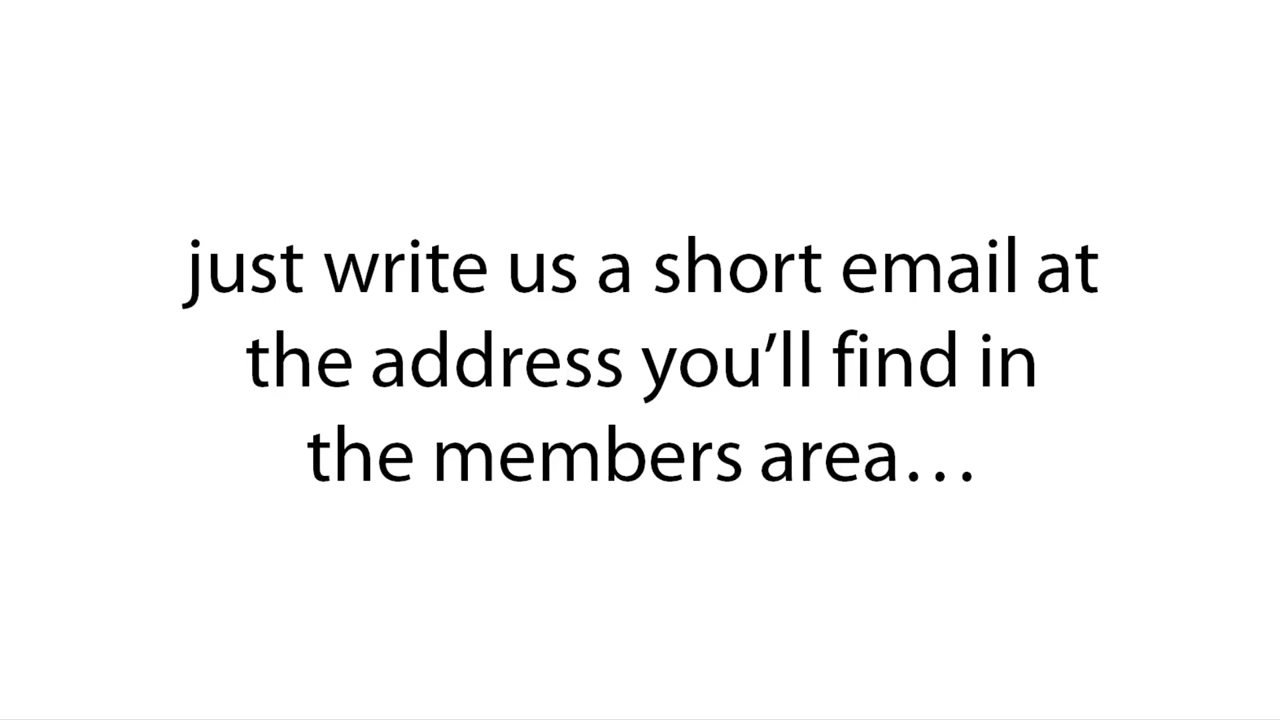 just write us a short email at
the address you’ll find in
the members area…